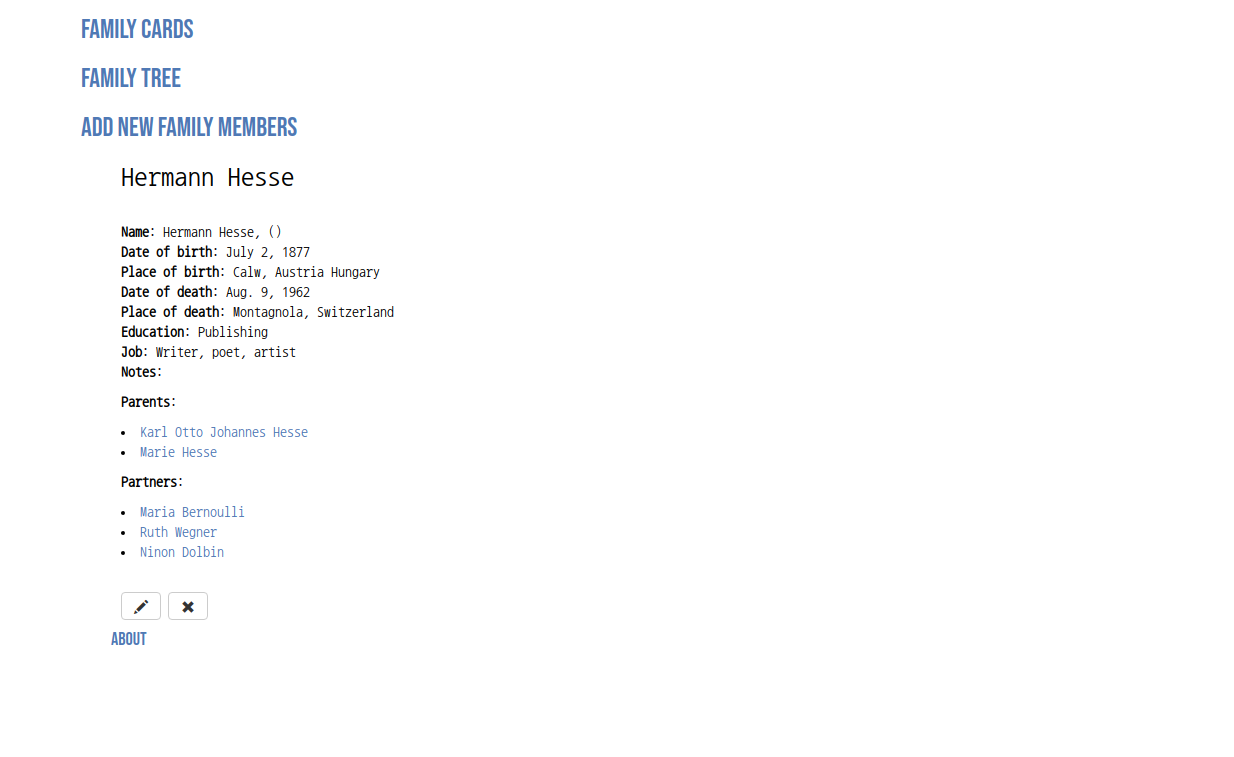 FAMILY CARDS
FAMILY TREE
ADD NEW FAMILY MEMBERS
Hermann Hesse
Name: Hermann Hesse, ()
Date of birth: July 2, 1877
Place of birth: Calw, Austria Hungary
Date of death: Aug. 9, 1962
Place of death: Montagnola, Switzerland
Education: Publishing
Job: Writer, poet, artist
Notes:
Parents:
• Karl Otto Johannes Hesse
• Marie Hesse
Partners:
• Maria Bernoulli
• Ruth Wegner
• Ninon Dolbin
ABOUT